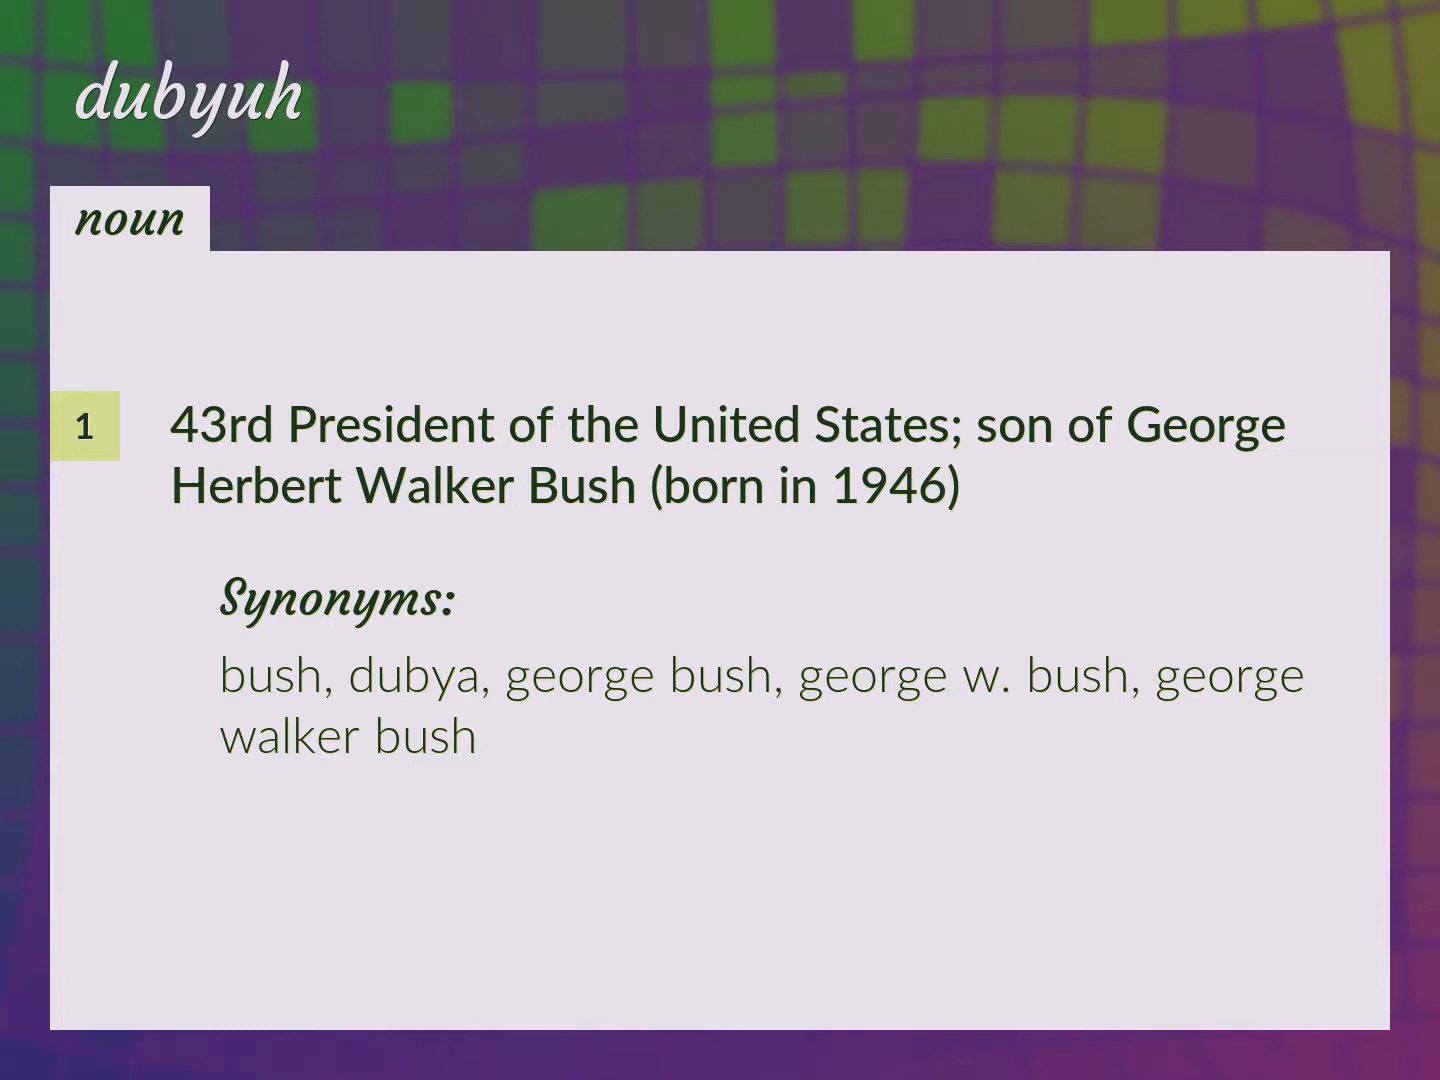 dubyuh
noun
1
43rd President of the United States; son of George
Herbert Walker Bush (born in 1946)
Synonyms:
bush, dubya, george bush, george w. bush, george
walker bush